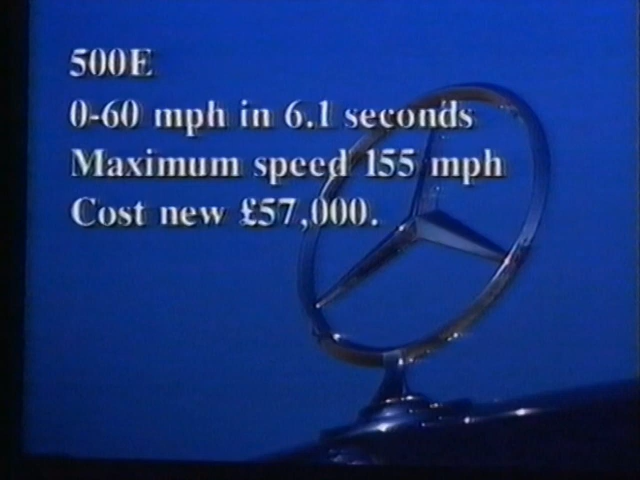 500E
0-60 mph in 6.1 seconds
Maximum speed 155 mph
Cost new £57,000.